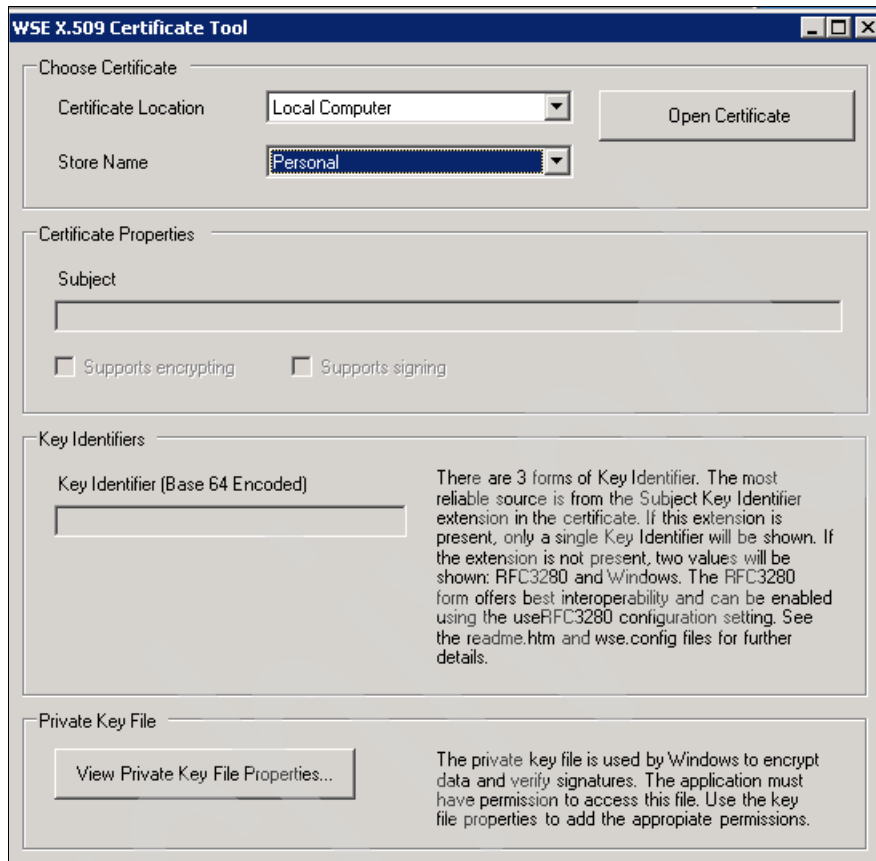 WSE X.509 Certificate Tool
Choose Certificate
Certificate Location
Local Computer
Open Certificate
Store Name
Personal
Certificate Properties
Subject
Supports encrypting
Supports signing
Key Identifiers
Key Identifier (Base 64 Encoded)
There are 3 forms of Key Identifier. The most
reliable source is from the Subject Key Identifier
extension in the certificate. If this extension is
present, only a single Key Identifier will be shown. If
the extension is not present, two values will be
shown: RFC3280 and Windows. The RFC3280
form offers best interoperability and can be enabled
using the useRFC3280 configuration setting. See
the readme.htm and wse.config files for further
details.
Private Key File
View Private Key File Properties...
The private key file is used by Windows to encrypt
data and verify signatures. The application must
have permission to access this file. Use the key
file properties to add the appropiate permissions.